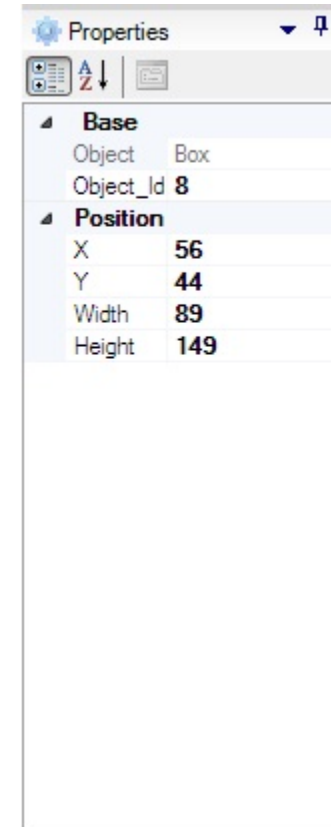 Properties
A
Z
Base
Object Box
Object_Id 8
Position
X 56
Y 44
Width 89
Height 149